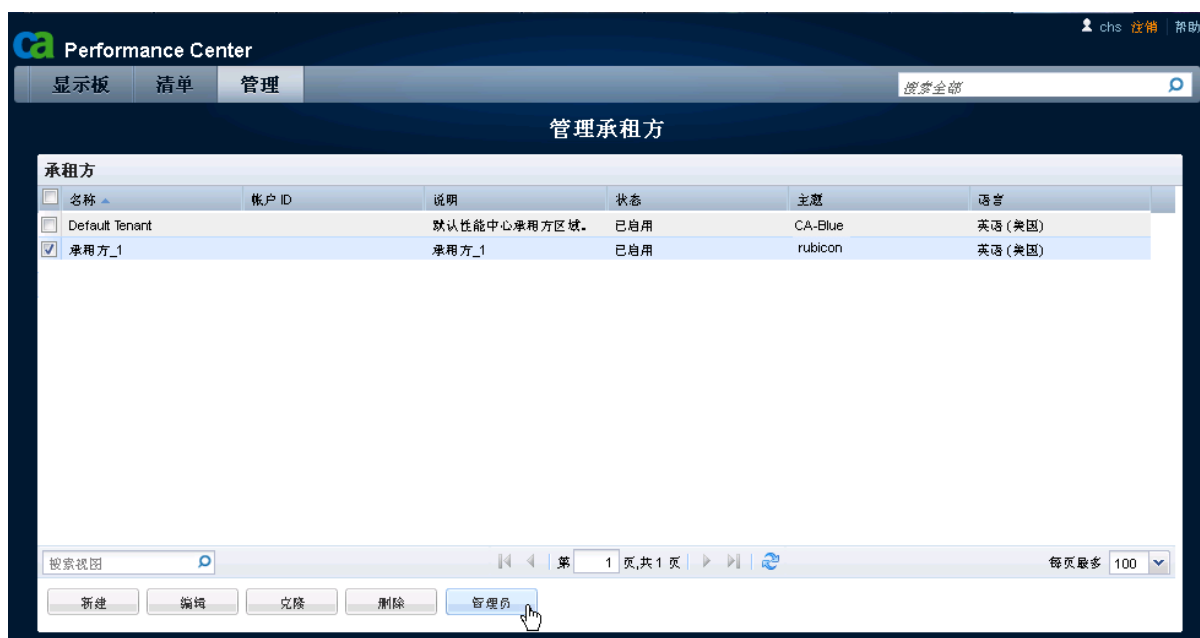 chs 注销 帮助
ca Performance Center
显示板 清单 管理 搜索全部
管理承租方
承租方
名称 帐户 ID 说明 状态 主题 语言
Default Tenant 默认性能中心承租方区域。 已启用 CA-Blue 英语 (美国)
承租方_1 承租方_1 已启用 rubicon 英语 (美国)
搜索视图 第 1 页,共 1 页 每页最多 100
新建 编辑 克隆 删除 管理员